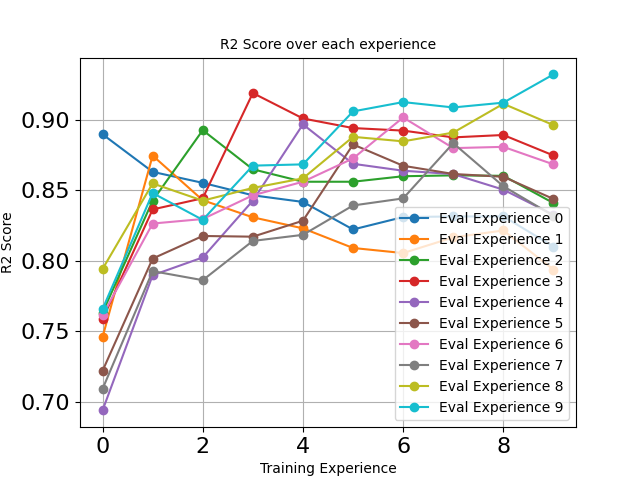 R2 Score over each experience
R2 Score
0.90
0.85
0.80
0.75
0.70
Eval Experience 0
Eval Experience 1
Eval Experience 2
Eval Experience 3
Eval Experience 4
Eval Experience 5
Eval Experience 6
Eval Experience 7
Eval Experience 8
Eval Experience 9
0 2 4 6 8
Training Experience